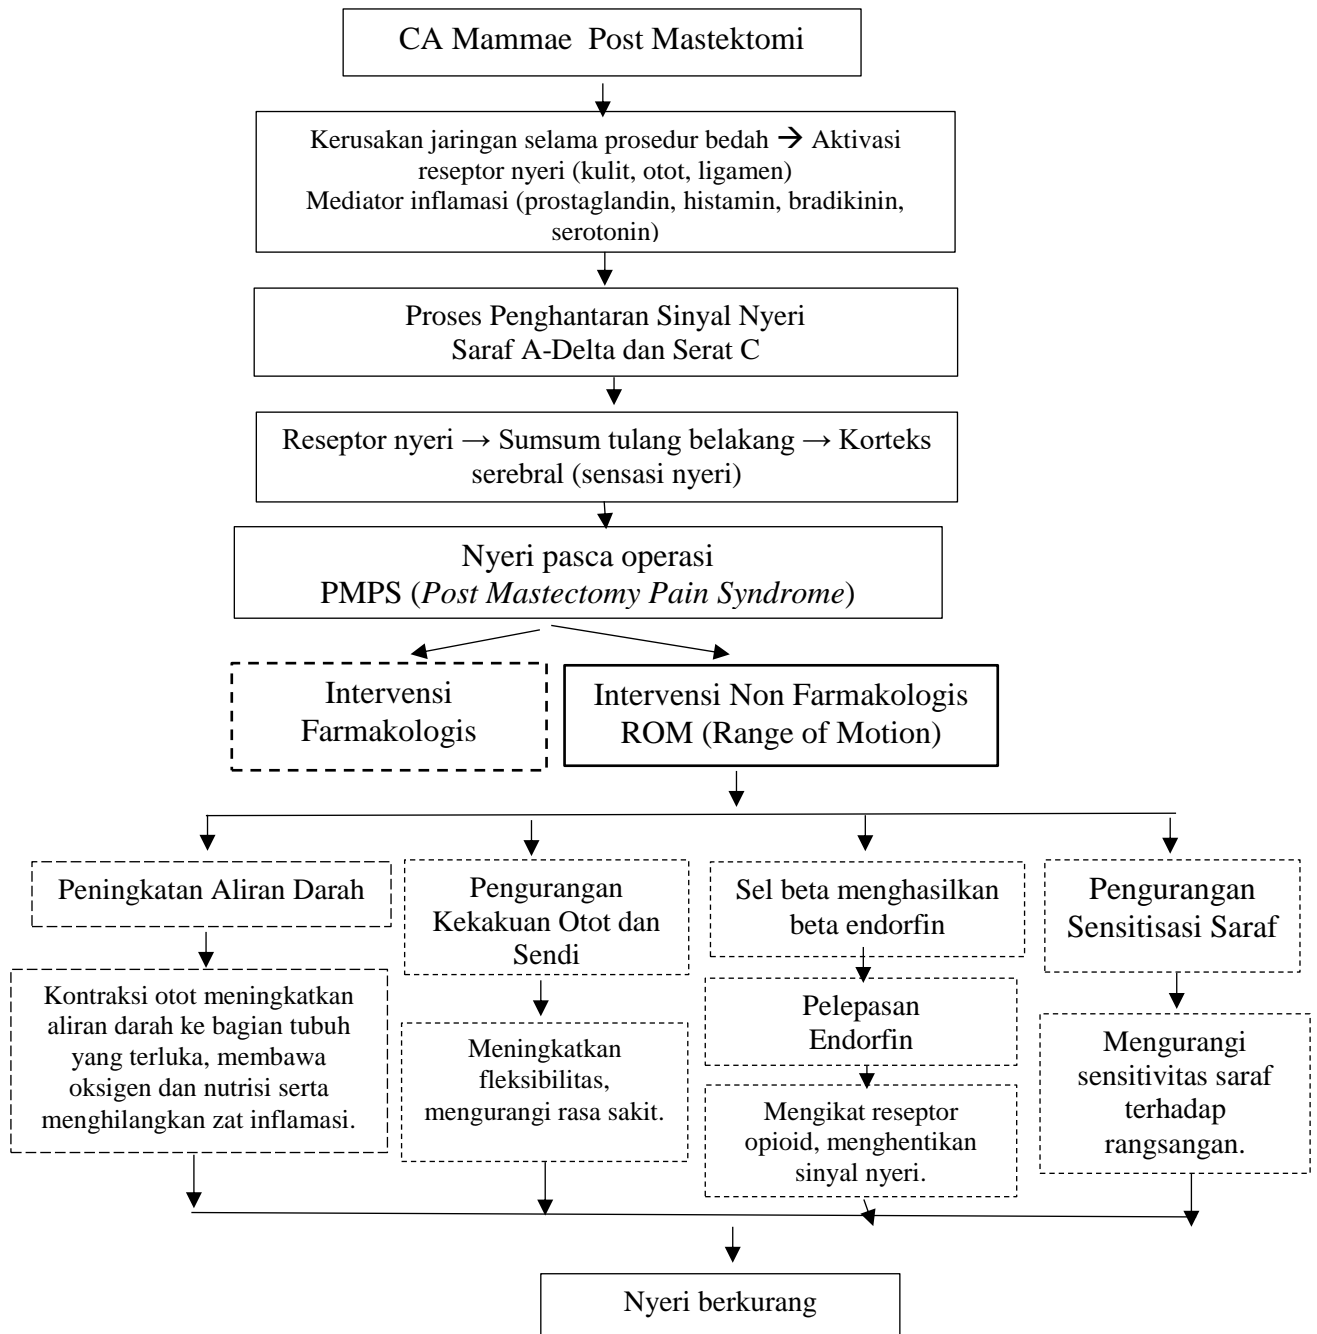 CA Mammae  Post Mastektomi
Kerusakan jaringan selama prosedur bedah → Aktivasi
reseptor nyeri (kulit, otot, ligamen)
Mediator inflamasi (prostaglandin, histamin, bradikinin,
serotonin)
Proses Penghantaran Sinyal Nyeri
Saraf A-Delta dan Serat C
Reseptor nyeri → Sumsum tulang belakang → Korteks
serebral (sensasi nyeri)
Nyeri pasca operasi
PMPS (Post Mastectomy Pain Syndrome)
Intervensi
Farmakologis
Intervensi Non Farmakologis
ROM (Range of Motion)
Peningkatan Aliran Darah
Kontraksi otot meningkatkan
aliran darah ke bagian tubuh
yang terluka, membawa
oksigen dan nutrisi serta
menghilangkan zat inflamasi.
Pengurangan
Kekakuan Otot dan
Sendi
Meningkatkan
fleksibilitas,
mengurangi rasa sakit.
Sel beta menghasilkan
beta endorfin
Pelepasan
Endorfin
Mengikat reseptor
opioid, menghentikan
sinyal nyeri.
Pengurangan
Sensitisasi Saraf
Mengurangi
sensitivitas saraf
terhadap
rangsangan.
Nyeri berkurang